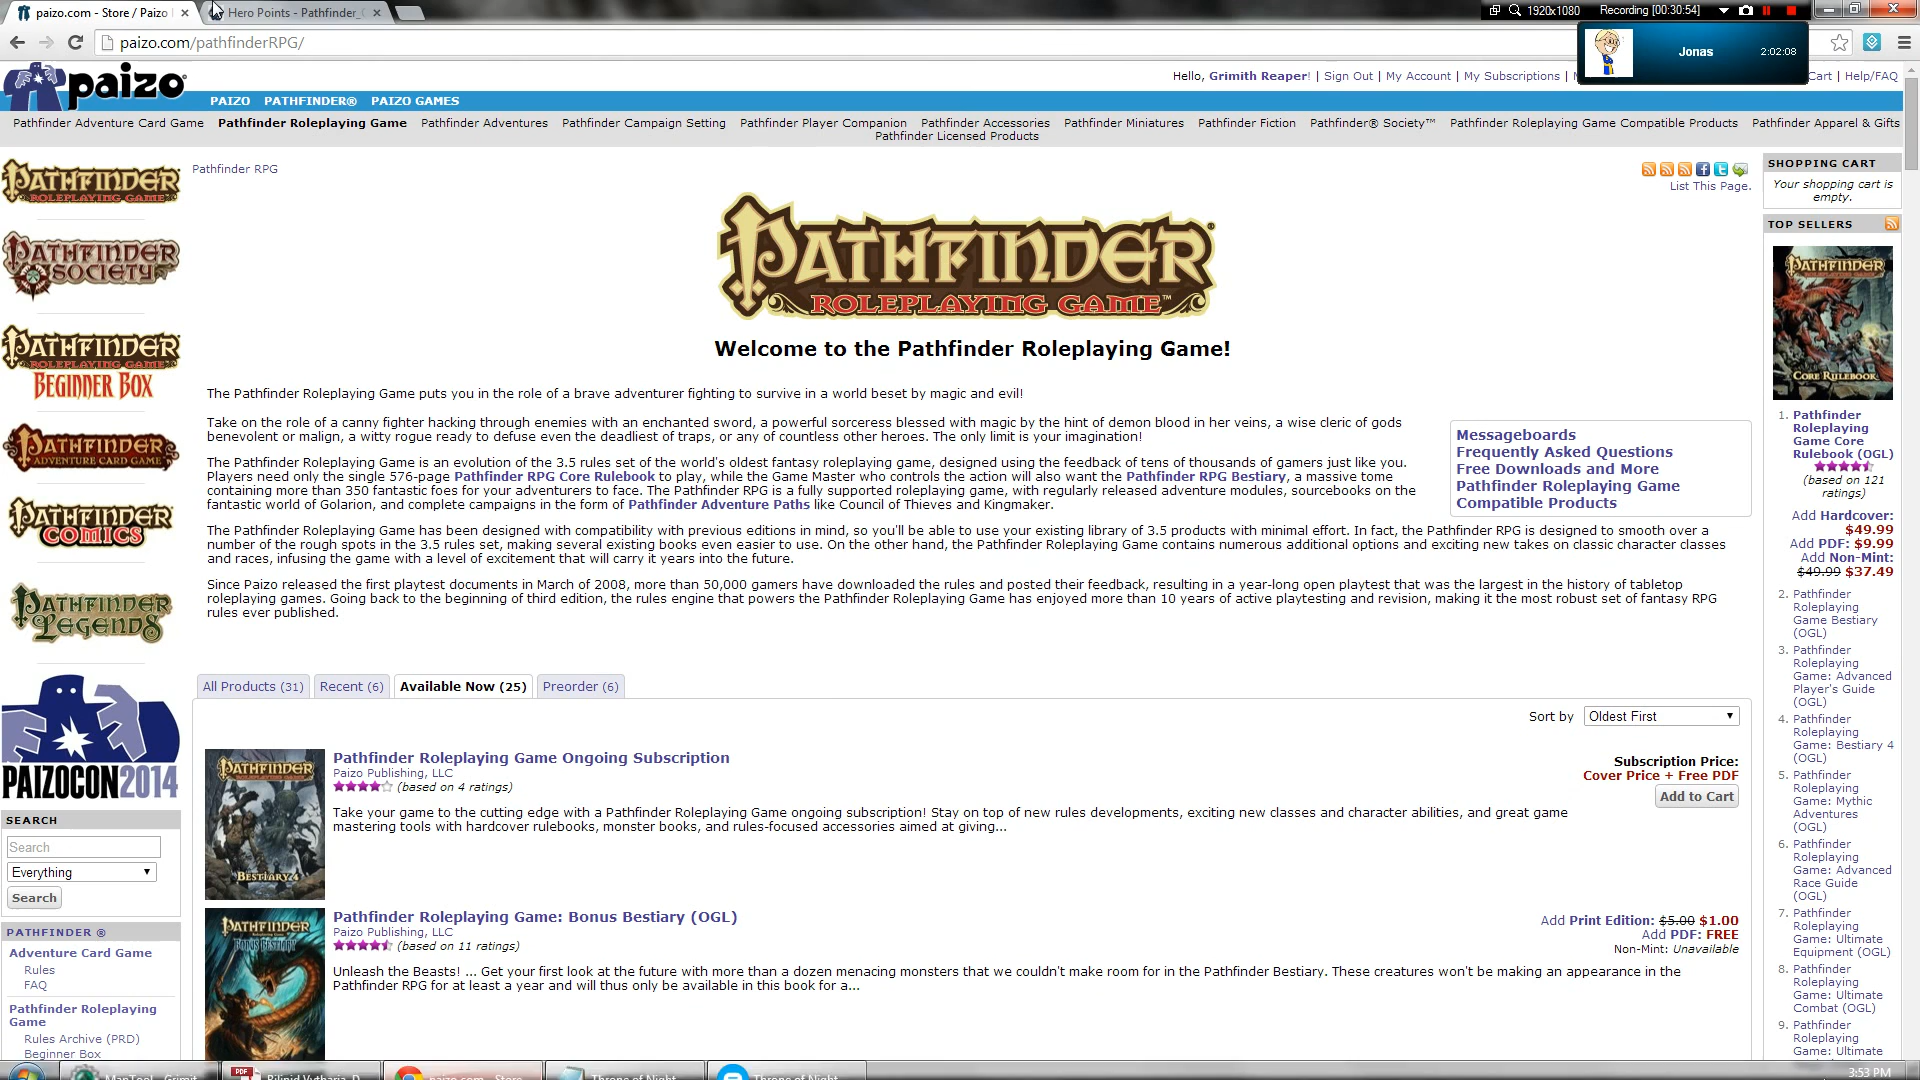 paizo.com - Store / Paizo
Hero Points - Pathfinder_
1920x1080
Recording [00:30:54]
paizo.com/pathfinderRPG/
Jonas
2:02:08
paizo
Hello, Grimith Reaper! | Sign Out | My Account | My Subscriptions |
Cart | Help/FAQ
PAIZO PATHFINDER® PAIZO GAMES
Pathfinder Adventure Card Game Pathfinder Roleplaying Game Pathfinder Adventures Pathfinder Campaign Setting Pathfinder Player Companion Pathfinder Accessories Pathfinder Miniatures Pathfinder Fiction Pathfinder® Society™ Pathfinder Roleplaying Game Compatible Products Pathfinder Apparel & Gifts
Pathfinder Licensed Products
PATHFINDER
ROLEPLAYING GAME
PATHFINDER
SOCIETY
PATHFINDER
ROLEPLAYING GAME
BEGINNER BOX
PATHFINDER
ADVENTURE CARD GAME
PATHFINDER
COMICS
PATHFINDER
LEGENDS
PAIZOCON 2014
SEARCH
Search
Everything
Search
PATHFINDER ®
Adventure Card Game
Rules
FAQ
Pathfinder Roleplaying
Game
Rules Archive (PRD)
Beginner Box
Pathfinder RPG
List This Page.
PATHFINDER®
ROLEPLAYING GAME™
Welcome to the Pathfinder Roleplaying Game!
The Pathfinder Roleplaying Game puts you in the role of a brave adventurer fighting to survive in a world beset by magic and evil!
Take on the role of a canny fighter hacking through enemies with an enchanted sword, a powerful sorceress blessed with magic by the hint of demon blood in her veins, a wise cleric of gods
benevolent or malign, a witty rogue ready to defuse even the deadliest of traps, or any of countless other heroes. The only limit is your imagination!
The Pathfinder Roleplaying Game is an evolution of the 3.5 rules set of the world's oldest fantasy roleplaying game, designed using the feedback of tens of thousands of gamers just like you.
Players need only the single 576-page Pathfinder RPG Core Rulebook to play, while the Game Master who controls the action will also want the Pathfinder RPG Bestiary, a massive tome
containing more than 350 fantastic foes for your adventurers to face. The Pathfinder RPG is a fully supported roleplaying game, with regularly released adventure modules, sourcebooks on the
fantastic world of Golarion, and complete campaigns in the form of Pathfinder Adventure Paths like Council of Thieves and Kingmaker.
The Pathfinder Roleplaying Game has been designed with compatibility with previous editions in mind, so you'll be able to use your existing library of 3.5 products with minimal effort. In fact, the Pathfinder RPG is designed to smooth over a
number of the rough spots in the 3.5 rules set, making several existing books even easier to use. On the other hand, the Pathfinder Roleplaying Game contains numerous additional options and exciting new takes on classic character classes
and races, infusing the game with a level of excitement that will carry it years into the future.
Since Paizo released the first playtest documents in March of 2008, more than 50,000 gamers have downloaded the rules and posted their feedback, resulting in a year-long open playtest that was the largest in the history of tabletop
roleplaying games. Going back to the beginning of third edition, the rules engine that powers the Pathfinder Roleplaying Game has enjoyed more than 10 years of active playtesting and revision, making it the most robust set of fantasy RPG
rules ever published.
Messageboards
Frequently Asked Questions
Free Downloads and More
Pathfinder Roleplaying Game
Compatible Products
All Products (31) Recent (6) Available Now (25) Preorder (6)
Sort by Oldest First
PATHFINDER
BESTIARY 4
Pathfinder Roleplaying Game Ongoing Subscription
Paizo Publishing, LLC
(based on 4 ratings)
Take your game to the cutting edge with a Pathfinder Roleplaying Game ongoing subscription! Stay on top of new rules developments, exciting new classes and character abilities, and great game
mastering tools with hardcover rulebooks, monster books, and rules-focused accessories aimed at giving...
Subscription Price:
Cover Price + Free PDF
Add to Cart
PATHFINDER
BONUS BESTIARY
Pathfinder Roleplaying Game: Bonus Bestiary (OGL)
Paizo Publishing, LLC
(based on 11 ratings)
Unleash the Beasts! ... Get your first look at the future with more than a dozen menacing monsters that we couldn't make room for in the Pathfinder Bestiary. These creatures won't be making an appearance in the
Pathfinder RPG for at least a year and will thus only be available in this book for a...
Add Print Edition: $5.00 $1.00
Add PDF: FREE
Non-Mint: Unavailable
SHOPPING CART
Your shopping cart is
empty.
TOP SELLERS
PATHFINDER
CORE RULEBOOK
1. Pathfinder
Roleplaying
Game Core
Rulebook (OGL)
(based on 121
ratings)
Add Hardcover:
$49.99
Add PDF: $9.99
Add Non-Mint:
$49.99 $37.49
2. Pathfinder
Roleplaying
Game Bestiary
(OGL)
3. Pathfinder
Roleplaying
Game: Advanced
Player's Guide
(OGL)
4. Pathfinder
Roleplaying
Game: Bestiary 4
(OGL)
5. Pathfinder
Roleplaying
Game: Mythic
Adventures
(OGL)
6. Pathfinder
Roleplaying
Game: Advanced
Race Guide
(OGL)
7. Pathfinder
Roleplaying
Game: Ultimate
Equipment (OGL)
8. Pathfinder
Roleplaying
Game: Ultimate
Combat (OGL)
9. Pathfinder
Roleplaying
Game: Ultimate
PDF
3:53 PM